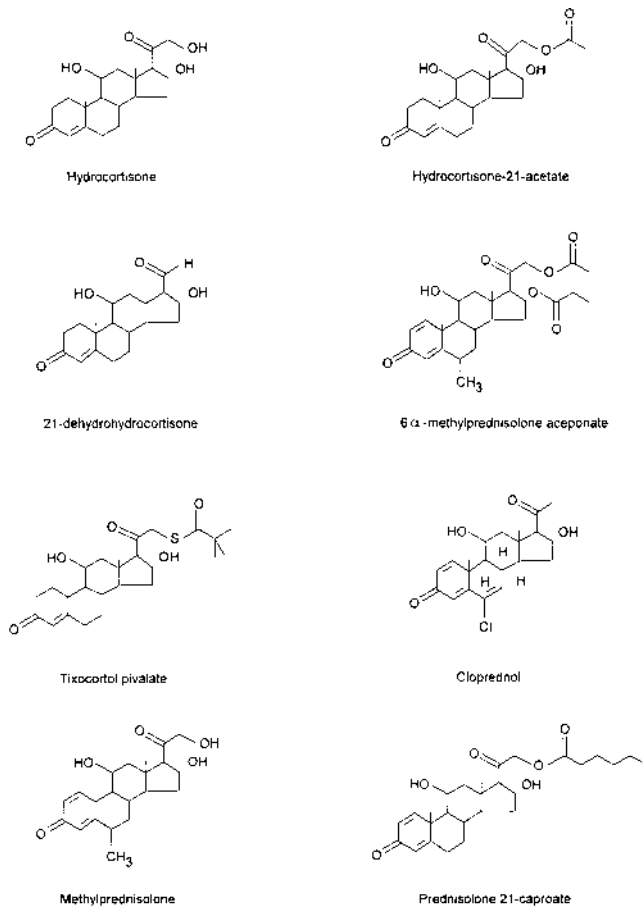 O
OH
HO
OH
O
Hydrocortisone
O
O
O
HO
OH
O
Hydrocortisone-21-acetate
O
H
HO
OH
O
21-dehydrohydrocortisone
O
O
O
HO
O
O
O
CH3
6α-methylprednisolone aceponate
O
O
S
HO
OH
O
Tixocortol pivalate
O
HO
OH
H
H
H
O
Cl
Cloprednol
O
OH
HO
OH
O
CH3
Methylprednisolone
O
O
O
HO
OH
O
Prednisolone 21-caproate